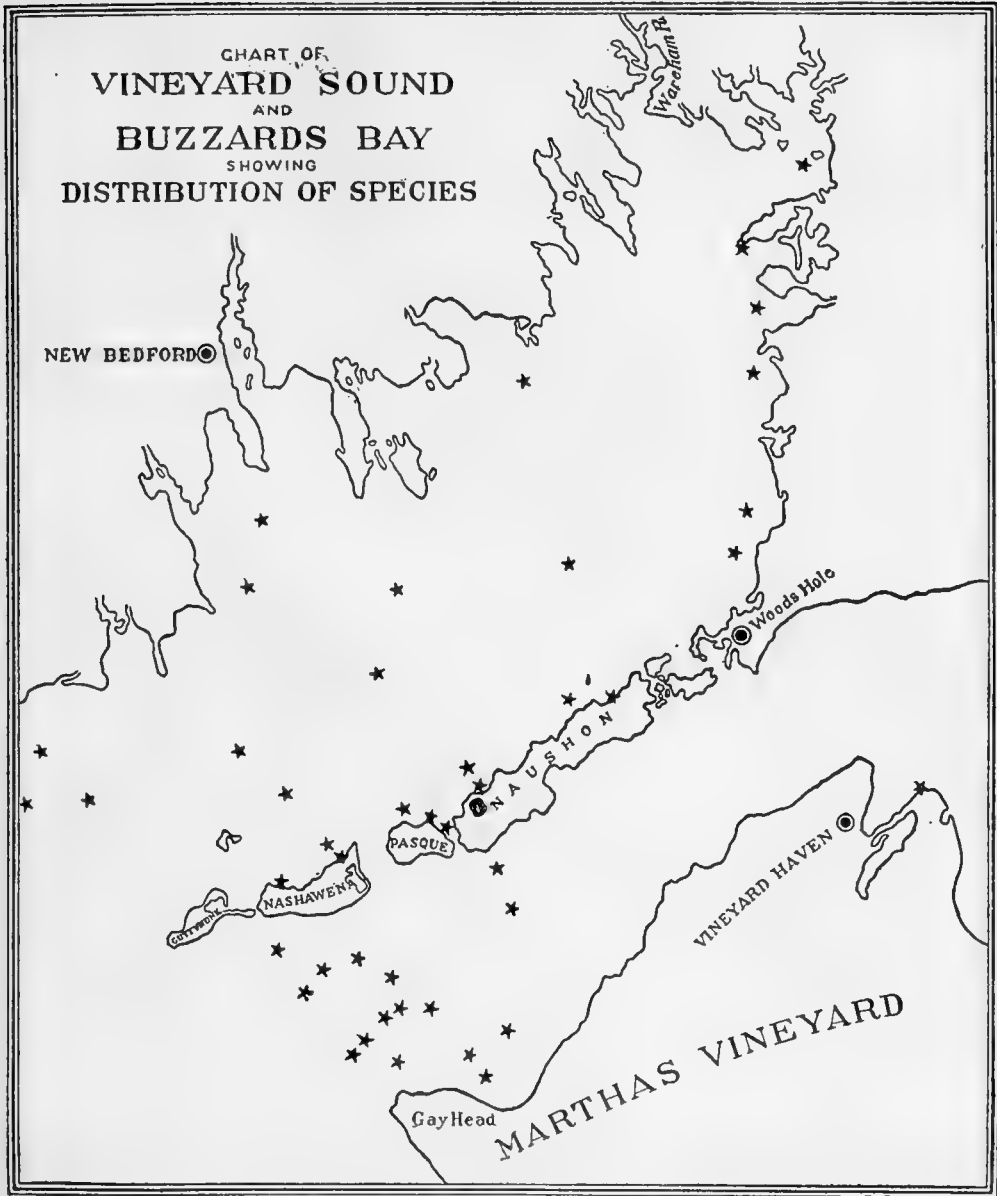 CHART OF
VINEYARD SOUND
AND
BUZZARDS BAY
SHOWING
DISTRIBUTION OF SPECIES
Wareham R.
NEW BEDFORD
Woods Hole
NAUSHON
PASQUE
NASHAWENA
CUTTYHUNK
VINEYARD HAVEN
MARTHAS VINEYARD
Gay Head